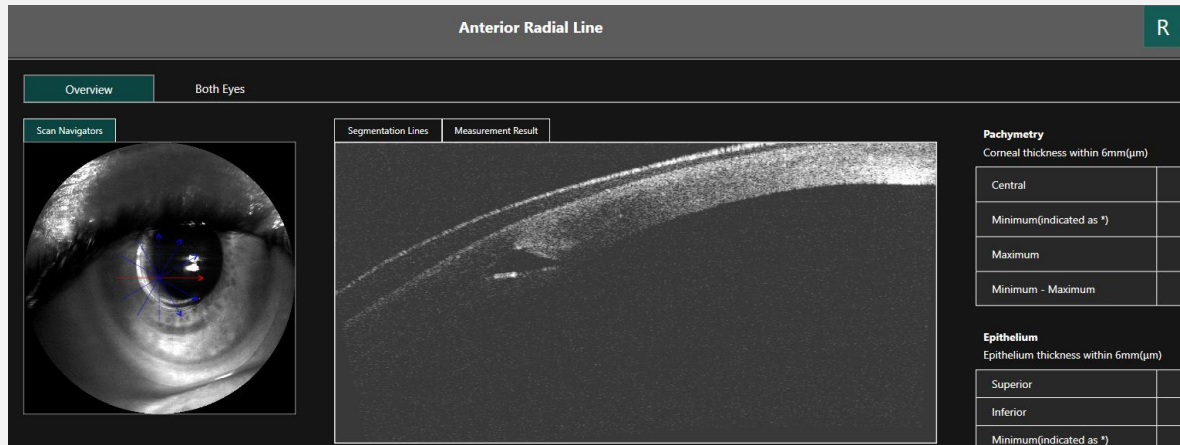 Anterior Radial Line
R
Overview
Both Eyes
Scan Navigators
Segmentation Lines
Measurement Result
Pachymetry
Corneal thickness within 6mm(μm)
Central
Minimum(indicated as *)
Maximum
Minimum - Maximum
Epithelium
Epithelium thickness within 6mm(μm)
Superior
Inferior
Minimum(indicated as *)